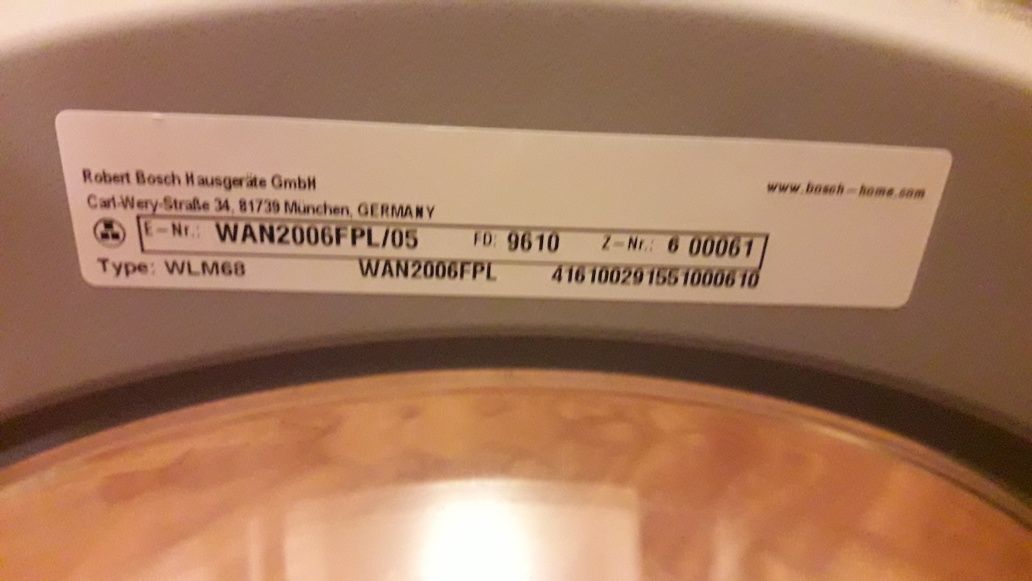 Robert Bosch Hausgeräte GmbH
www.bosch-home.com
Carl-Wery-Straße 34, 81739 München, GERMANY
E-Nr.: WAN2006FPL/05 FD: 9610 Z-Nr.: 6 00061
Type: WLM68 WAN2006FPL 416100291551000610